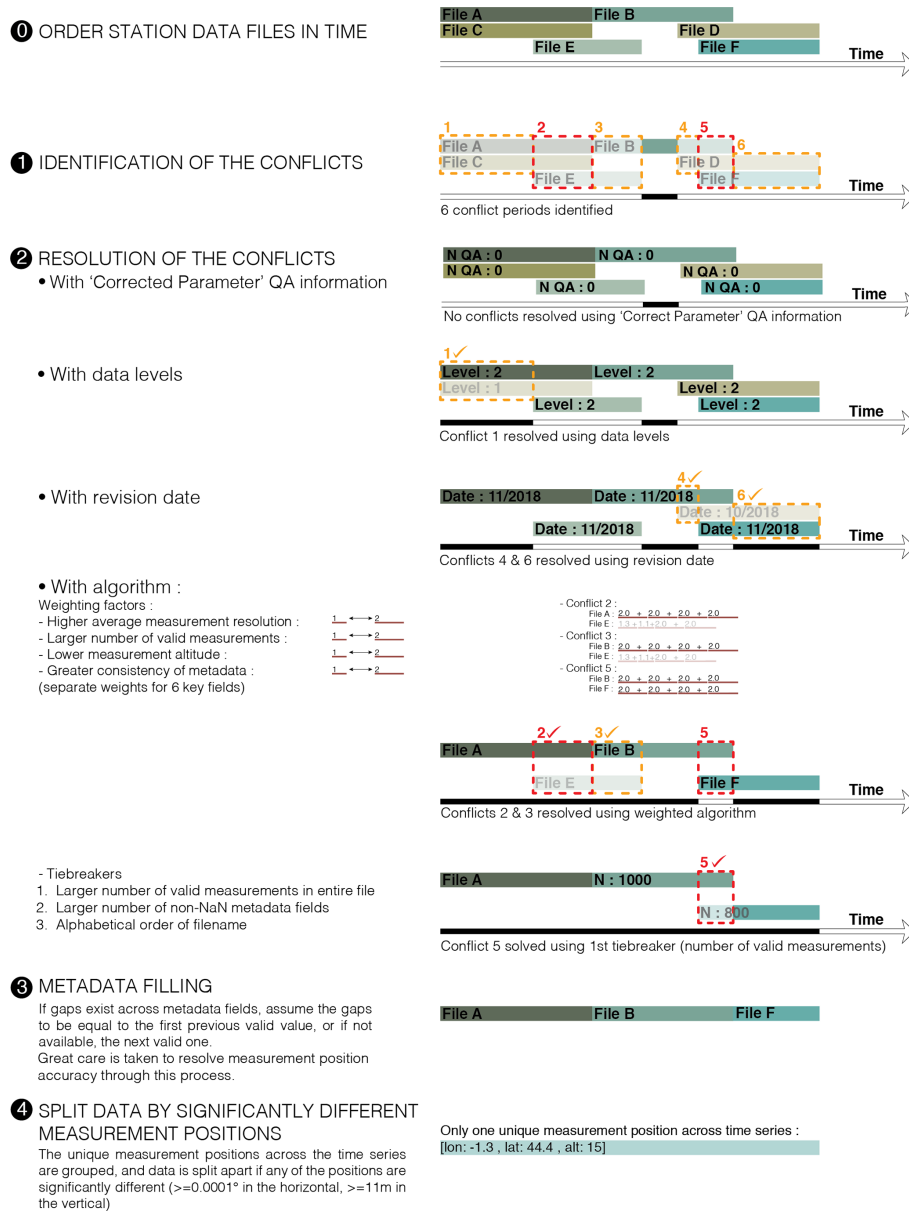 0 ORDER STATION DATA FILES IN TIME
File A File B
File C File D
File E File F
Time
1 IDENTIFICATION OF THE CONFLICTS
1 2 3 4 5
File A File B 6
File C File D
File E File F
Time
6 conflict periods identified
2 RESOLUTION OF THE CONFLICTS
• With ‘Corrected Parameter’ QA information
N QA : 0 N QA : 0
N QA : 0 N QA : 0
N QA : 0 N QA : 0
Time
No conflicts resolved using ‘Correct Parameter’ QA information
• With data levels
1✓
Level : 2 Level : 2
Level : 1 Level : 2
Level : 2 Level : 2
Time
Conflict 1 resolved using data levels
• With revision date
4✓
Date : 11/2018 Date : 11/2018 6✓
Date : 10/2018
Date : 11/2018 Date : 11/2018
Time
Conflicts 4 & 6 resolved using revision date
• With algorithm :
Weighting factors :
- Higher average measurement resolution : 1 2
- Larger number of valid measurements : 1 2
- Lower measurement altitude : 1 2
- Greater consistency of metadata : 1 2
(separate weights for 6 key fields)
- Conflict 2 :
File A : 2.0 + 2.0 + 2.0 + 2.0
File E : 1.3 +1.1+2.0 + 2.0
- Conflict 3 :
File B : 2.0 + 2.0 + 2.0 + 2.0
File E : 1.3 +1.1+2.0 + 2.0
- Conflict 5 :
File B : 2.0 + 2.0 + 2.0 + 2.0
File F : 2.0 + 2.0 + 2.0 + 2.0
2✓ 3✓ 5
File A File B
File E File F
Time
Conflicts 2 & 3 resolved using weighted algorithm
- Tiebreakers
1. Larger number of valid measurements in entire file
2. Larger number of non-NaN metadata fields
3. Alphabetical order of filename
5✓
File A N : 1000
N : 800
Time
Conflict 5 solved using 1st tiebreaker (number of valid measurements)
3 METADATA FILLING
If gaps exist across metadata fields, assume the gaps
to be equal to the first previous valid value, or if not
available, the next valid one.
Great care is taken to resolve measurement position
accuracy through this process.
File A File B File F
4 SPLIT DATA BY SIGNIFICANTLY DIFFERENT
MEASUREMENT POSITIONS
The unique measurement positions across the time series
are grouped, and data is split apart if any of the positions are
significantly different (>=0.0001° in the horizontal, >=11m in
the vertical)
Only one unique measurement position across time series :
[lon: -1.3 , lat: 44.4 , alt: 15]